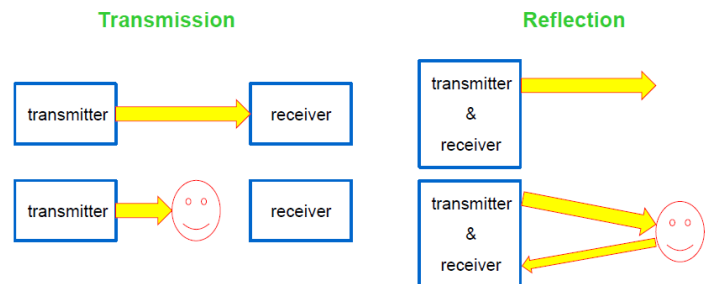 Transmission
transmitter
receiver
transmitter
receiver
Reflection
transmitter
&
receiver
transmitter
&
receiver